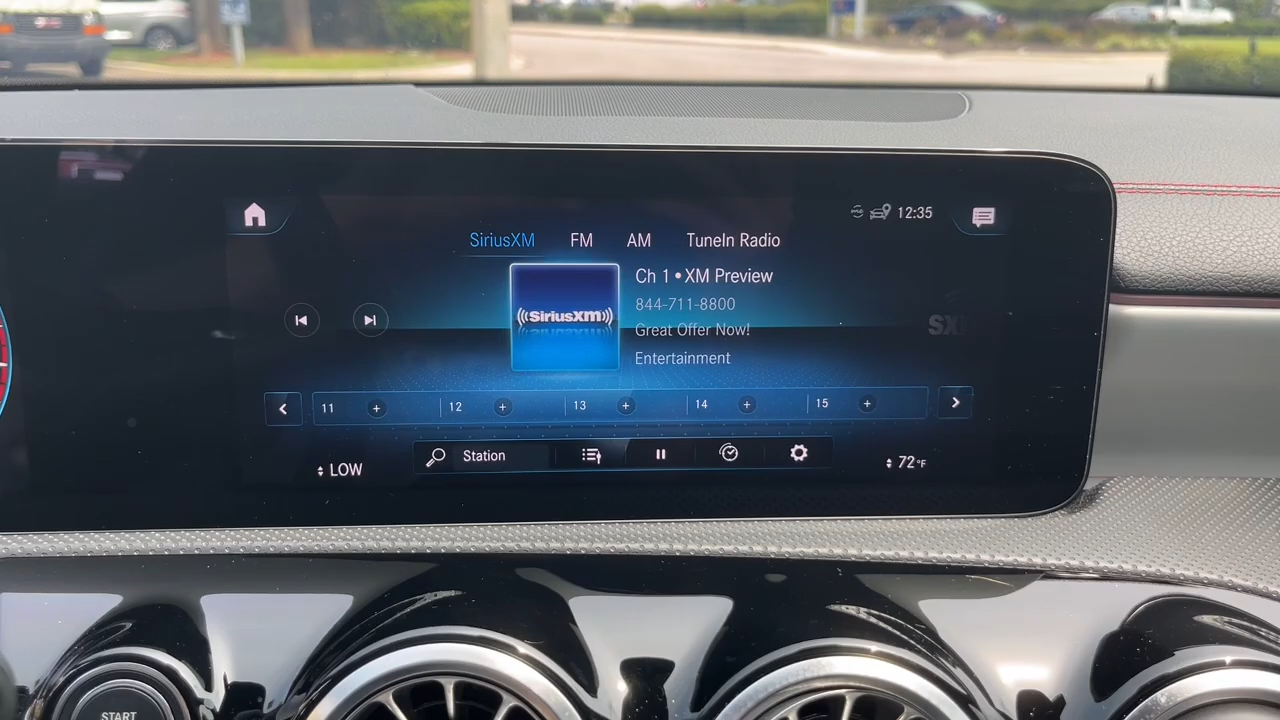 12:35
SiriusXM FM AM TuneIn Radio
((SiriusXM))
Ch 1 • XM Preview
844-711-8800
Great Offer Now!
Entertainment
11 + 12 + 13 + 14 + 15 +
Station
LOW
72°F
START